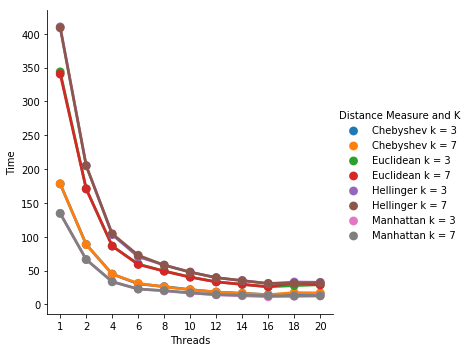 400
350
300
250
200
150
100
50
0
Time
1 2 4 6 8 10 12 14 16 18 20
Threads
Distance Measure and K
Chebyshev k = 3
Chebyshev k = 7
Euclidean k = 3
Euclidean k = 7
Hellinger k = 3
Hellinger k = 7
Manhattan k = 3
Manhattan k = 7